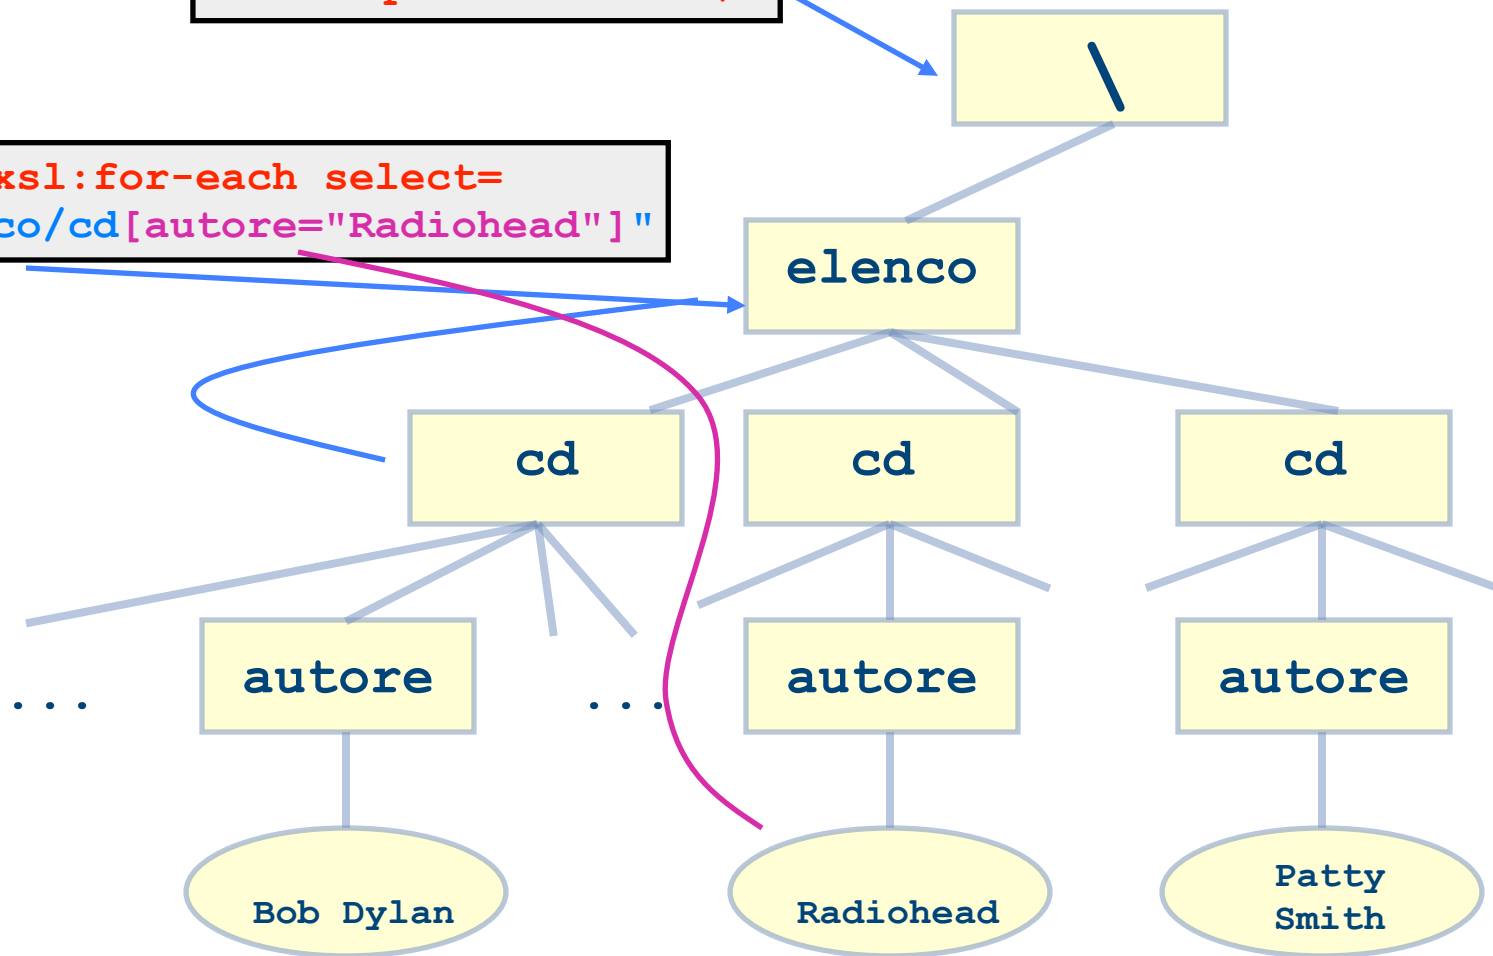 \
xsl:for-each select=
co/cd[autore="Radiohead"]"
elenco
cd
cd
cd
autore
autore
autore
. . .
. . .
Bob Dylan
Radiohead
Patty
Smith